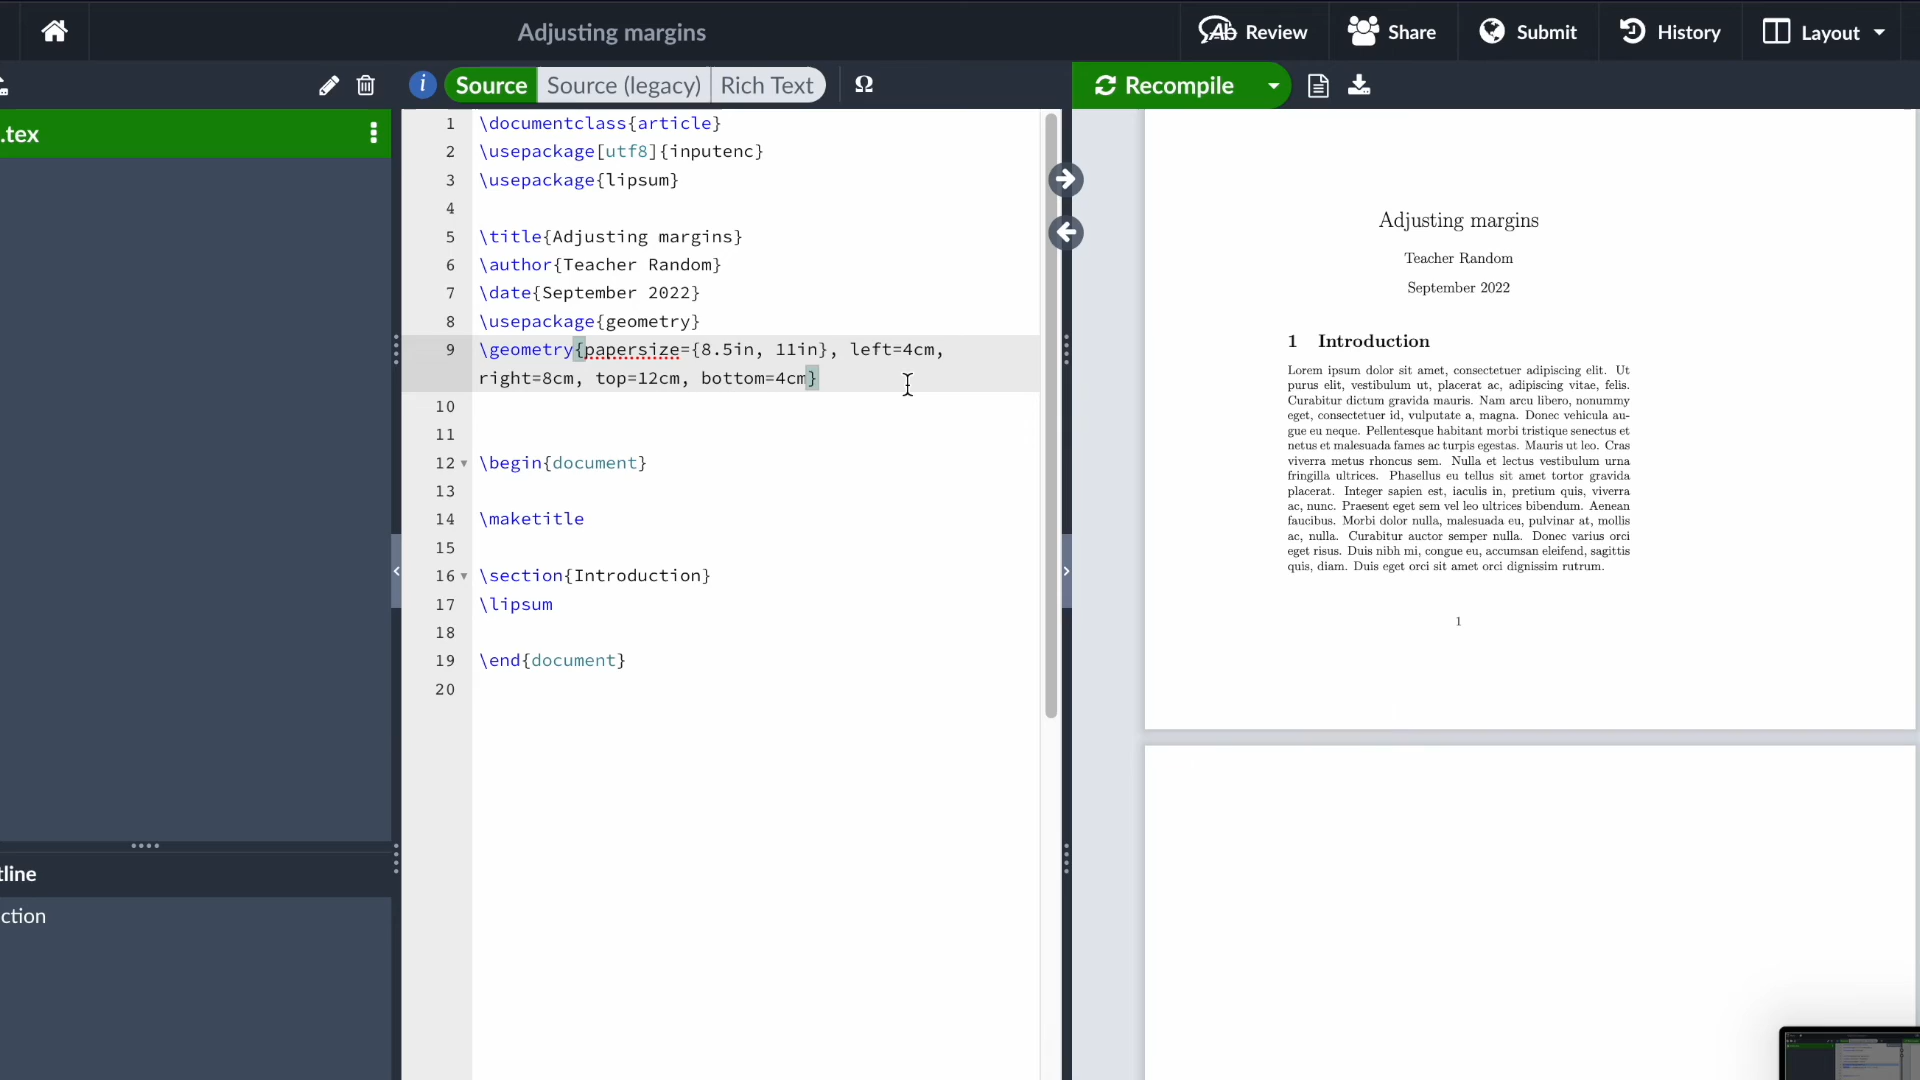 Adjusting margins
Review
Share
Submit
History
Layout
Source
Source (legacy)
Rich Text
Ω
Recompile
.tex
1 \documentclass{article}
2 \usepackage[utf8]{inputenc}
3 \usepackage{lipsum}
4
5 \title{Adjusting margins}
6 \author{Teacher Random}
7 \date{September 2022}
8 \usepackage{geometry}
9 \geometry{papersize={8.5in, 11in}, left=4cm,
right=8cm, top=12cm, bottom=4cm}
10
11
12 \begin{document}
13
14 \maketitle
15
16 \section{Introduction}
17 \lipsum
18
19 \end{document}
20
tline
ction
Adjusting margins
Teacher Random
September 2022
1 Introduction
Lorem ipsum dolor sit amet, consectetuer adipiscing elit. Ut
purus elit, vestibulum ut, placerat ac, adipiscing vitae, felis.
Curabitur dictum gravida mauris. Nam arcu libero, nonummy
eget, consectetuer id, vulputate a, magna. Donec vehicula au-
gue eu neque. Pellentesque habitant morbi tristique senectus et
netus et malesuada fames ac turpis egestas. Mauris ut leo. Cras
viverra metus rhoncus sem. Nulla et lectus vestibulum urna
fringilla ultrices. Phasellus eu tellus sit amet tortor gravida
placerat. Integer sapien est, iaculis in, pretium quis, viverra
ac, nunc. Praesent eget sem vel leo ultrices bibendum. Aenean
faucibus. Morbi dolor nulla, malesuada eu, pulvinar at, mollis
ac, nulla. Curabitur auctor semper nulla. Donec varius orci
eget risus. Duis nibh mi, congue eu, accumsan eleifend, sagittis
quis, diam. Duis eget orci sit amet orci dignissim rutrum.
1